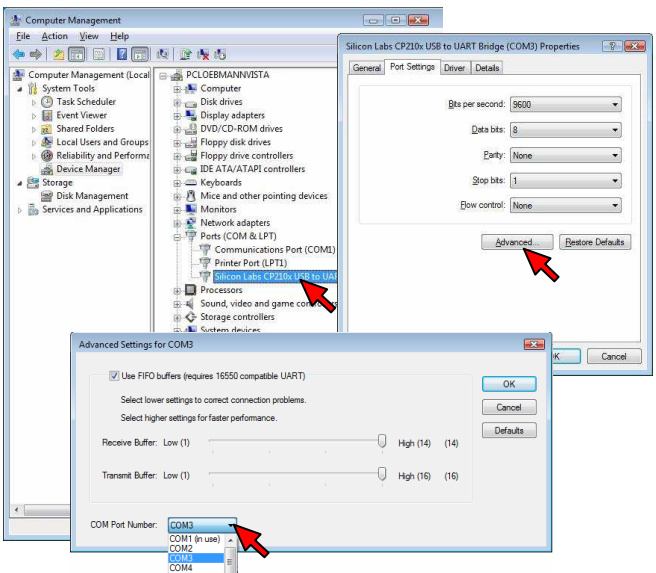 Computer Management
File Action View Help
Computer Management (Local
System Tools
Task Scheduler
Event Viewer
Shared Folders
Local Users and Groups
Reliability and Performa
Device Manager
Storage
Disk Management
Services and Applications
PCLOEBMANNVISTA
Computer
Disk drives
Display adapters
DVD/CD-ROM drives
Floppy disk drives
Floppy drive controllers
IDE ATA/ATAPI controllers
Keyboards
Mice and other pointing devices
Monitors
Network adapters
Ports (COM & LPT)
Communications Port (COM1)
Printer Port (LPT1)
Silicon Labs CP210x USB to UAR
Processors
Sound, video and game controllers
Storage controllers
System devices
Silicon Labs CP210x USB to UART Bridge (COM3) Properties
General Port Settings Driver Details
Bits per second: 9600
Data bits: 8
Parity: None
Stop bits: 1
Flow control: None
Advanced... Restore Defaults
Cancel
Advanced Settings for COM3
Use FIFO buffers (requires 16550 compatible UART)
Select lower settings to correct connection problems.
Select higher settings for faster performance.
Receive Buffer: Low (1) High (14) (14)
Transmit Buffer: Low (1) High (16) (16)
OK
Cancel
Defaults
COM Port Number: COM3
COM1 (in use)
COM2
COM3
COM4